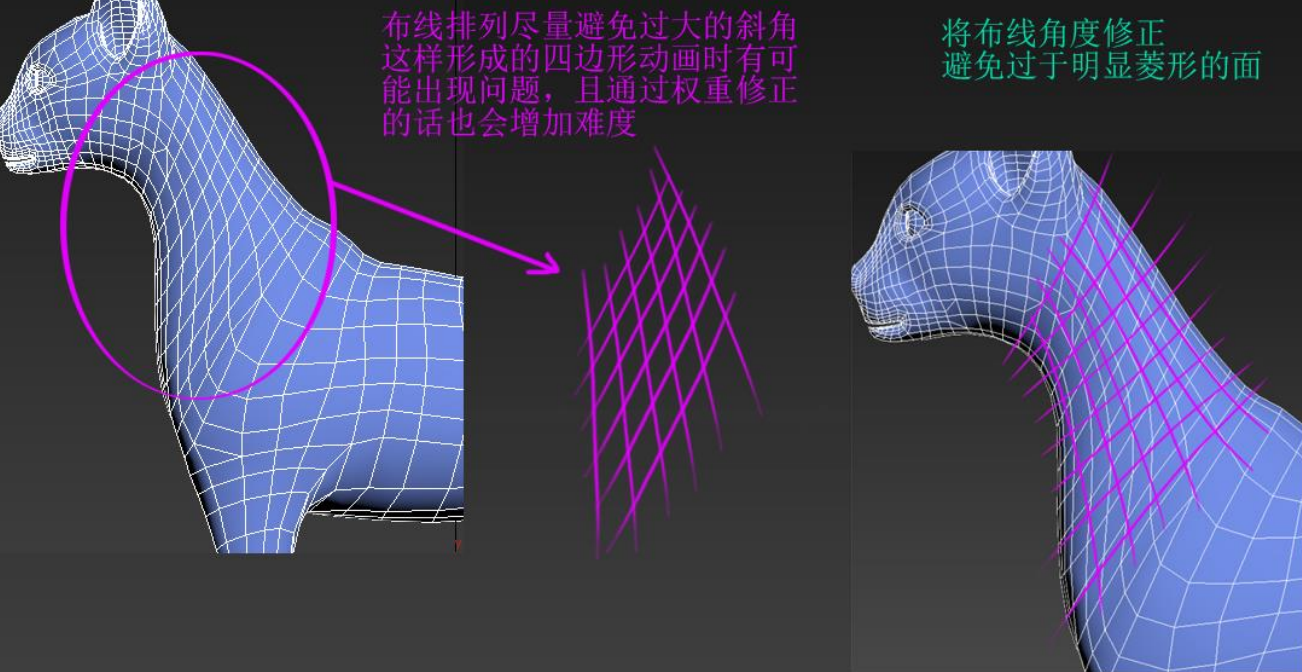 布线排列尽量避免过大的斜角
这样形成的四边形动画时有可
能出现问题，且通过权重修正
的话也会增加难度
将布线角度修正
避免过于明显菱形的面